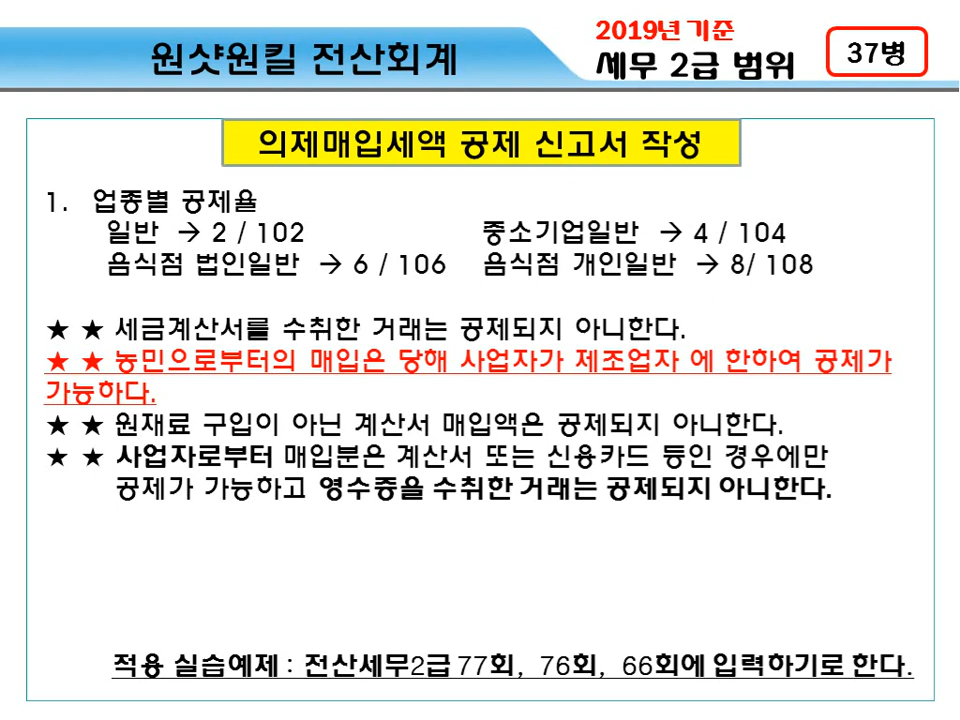 원샷원킬 전산회계
2019년 기준
세무 2급 범위
37병
의제매입세액 공제 신고서 작성
1. 업종별 공제율
일반 → 2 / 102 중소기업일반 → 4 / 104
음식점 법인일반 → 6 / 106 음식점 개인일반 → 8/ 108
★ ★ 세금계산서를 수취한 거래는 공제되지 아니한다.
★ ★ 농민으로부터의 매입은 당해 사업자가 제조업자 에 한하여 공제가
가능하다.
★ ★ 원재료 구입이 아닌 계산서 매입액은 공제되지 아니한다.
★ ★ 사업자로부터 매입분은 계산서 또는 신용카드 등인 경우에만
공제가 가능하고 영수증을 수취한 거래는 공제되지 아니한다.
적용 실습예제 : 전산세무2급 77회, 76회, 66회에 입력하기로 한다.